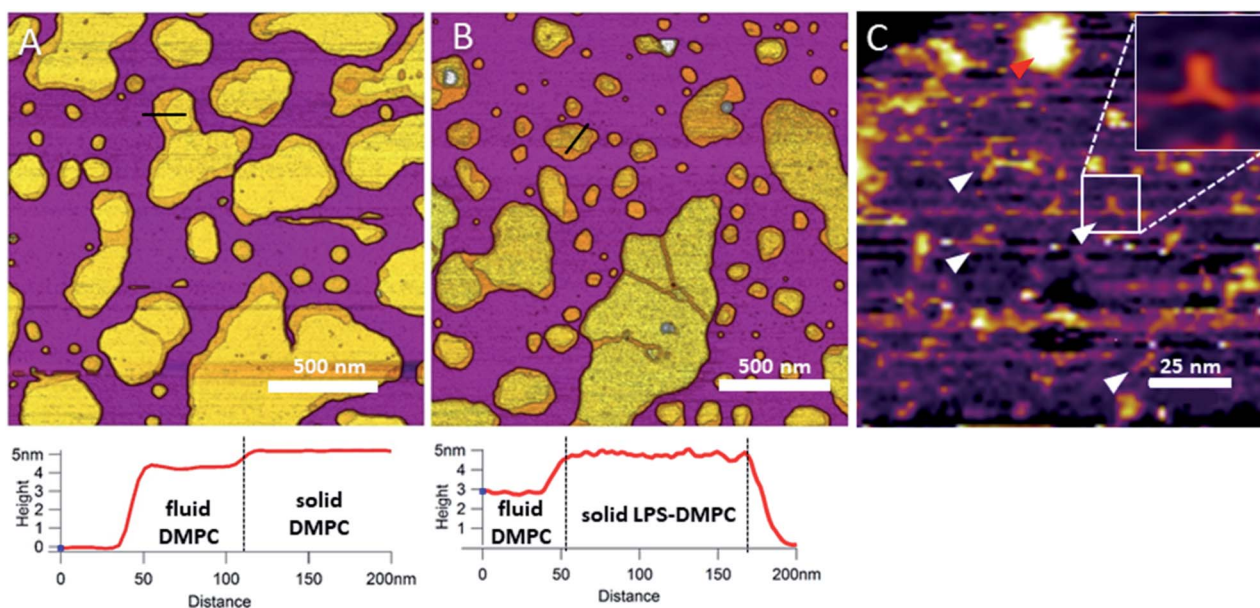 A
B
C
500 nm
500 nm
25 nm
5nm
4
3
2
1
0
Height
fluid
DMPC
solid
DMPC
0
50
100
150
200nm
Distance
5nm
4
3
2
1
Height
fluid
DMPC
solid LPS-DMPC
0
50
100
150
200nm
Distance